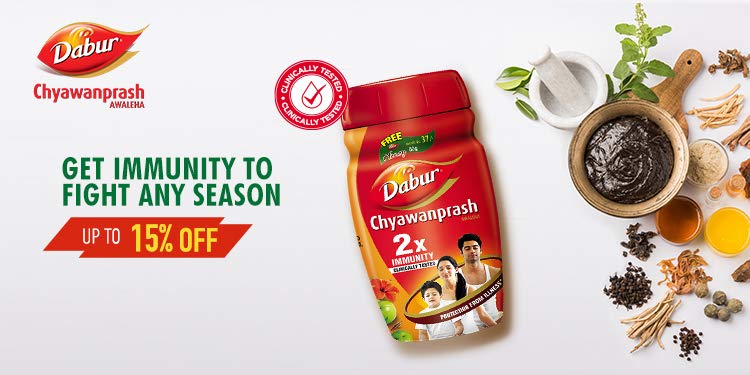 Dabur
Chyawanprash
AWALEHA
GET IMMUNITY TO
FIGHT ANY SEASON
UP TO 15% OFF
CLINICALLY TESTED
CLINICALLY TESTED
FREE
Dabur
Chyawanprash
2x
IMMUNITY
CLINICALLY TESTED
PROTECTION FROM ILLNESS